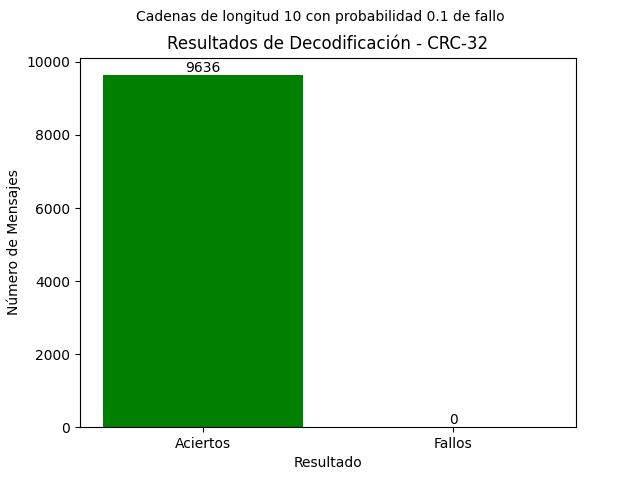 Cadenas de longitud 10 con probabilidad 0.1 de fallo
Resultados de Decodificación - CRC-32
10000
8000
6000
4000
2000
0
Número de Mensajes
9636
0
Aciertos
Fallos
Resultado